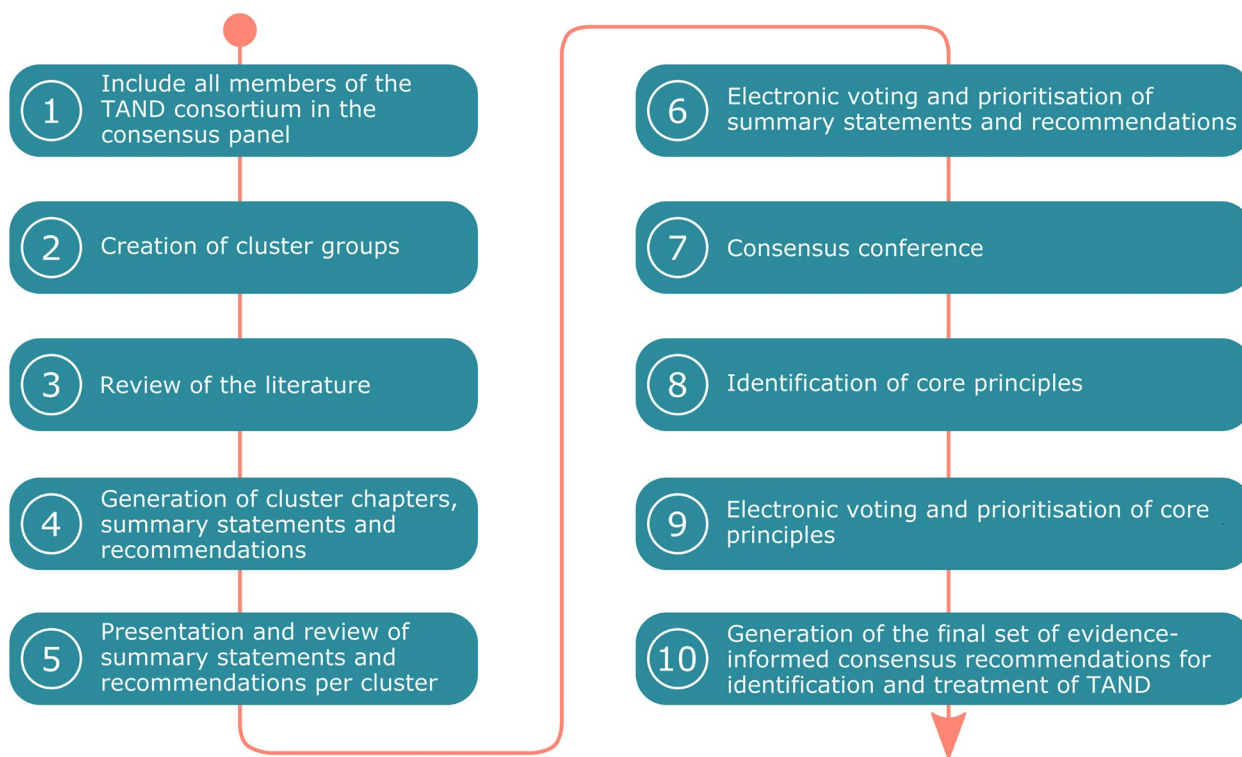 1
Include all members of the
TAND consortium in the
consensus panel
2
Creation of cluster groups
3
Review of the literature
4
Generation of cluster chapters,
summary statements and
recommendations
5
Presentation and review of
summary statements and
recommendations per cluster
6
Electronic voting and prioritisation of
summary statements and recommendations
7
Consensus conference
8
Identification of core principles
9
Electronic voting and prioritisation of core
principles
10
Generation of the final set of evidence-
informed consensus recommendations for
identification and treatment of TAND